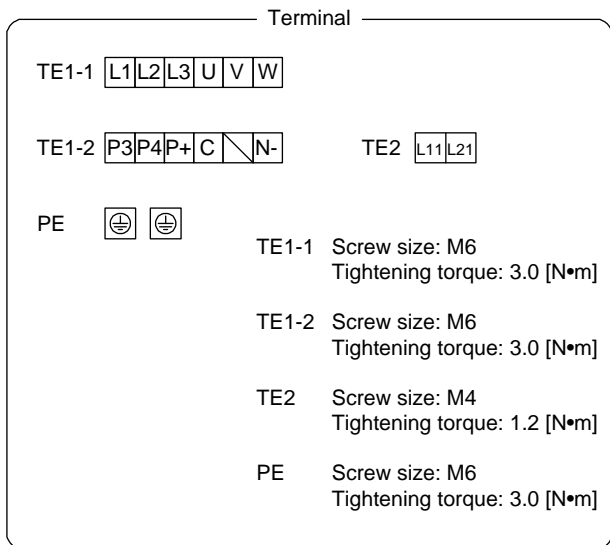 Terminal
TE1-1 L1 L2 L3 U V W
TE1-2 P3 P4 P+ C N-
TE2 L11 L21
PE
TE1-1 Screw size: M6
Tightening torque: 3.0 [N•m]
TE1-2 Screw size: M6
Tightening torque: 3.0 [N•m]
TE2 Screw size: M4
Tightening torque: 1.2 [N•m]
PE Screw size: M6
Tightening torque: 3.0 [N•m]